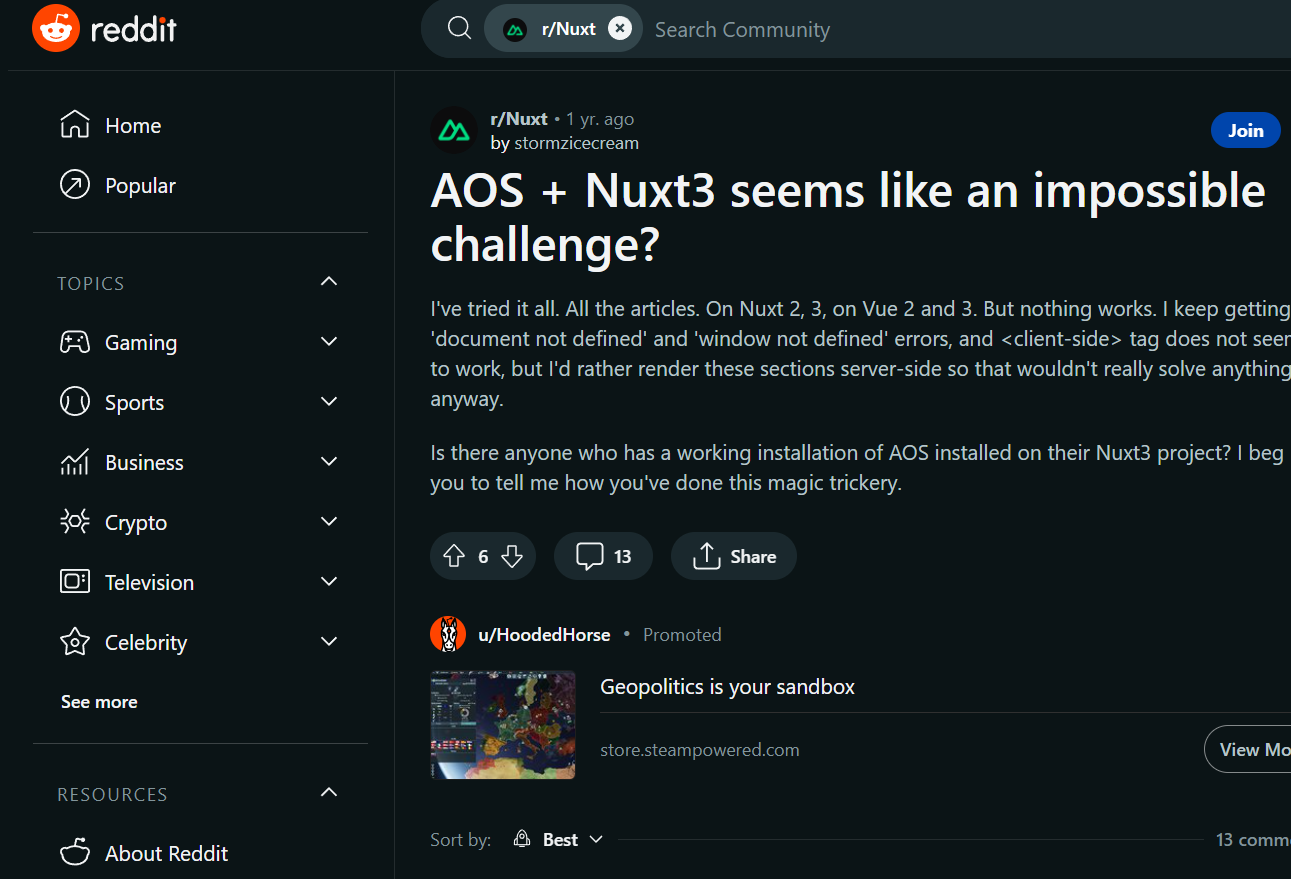 reddit
r/Nuxt
Search Community
Home
Popular
TOPICS
Gaming
Sports
Business
Crypto
Television
Celebrity
See more
RESOURCES
About Reddit
r/Nuxt • 1 yr. ago
by stormzicecream
Join
AOS + Nuxt3 seems like an impossible
challenge?
I've tried it all. All the articles. On Nuxt 2, 3, on Vue 2 and 3. But nothing works. I keep getting
'document not defined' and 'window not defined' errors, and <client-side> tag does not seem
to work, but I'd rather render these sections server-side so that wouldn't really solve anything
anyway.
Is there anyone who has a working installation of AOS installed on their Nuxt3 project? I beg
you to tell me how you've done this magic trickery.
6
13
Share
u/HoodedHorse • Promoted
Geopolitics is your sandbox
store.steampowered.com
View Mo
Sort by: Best
13 comm